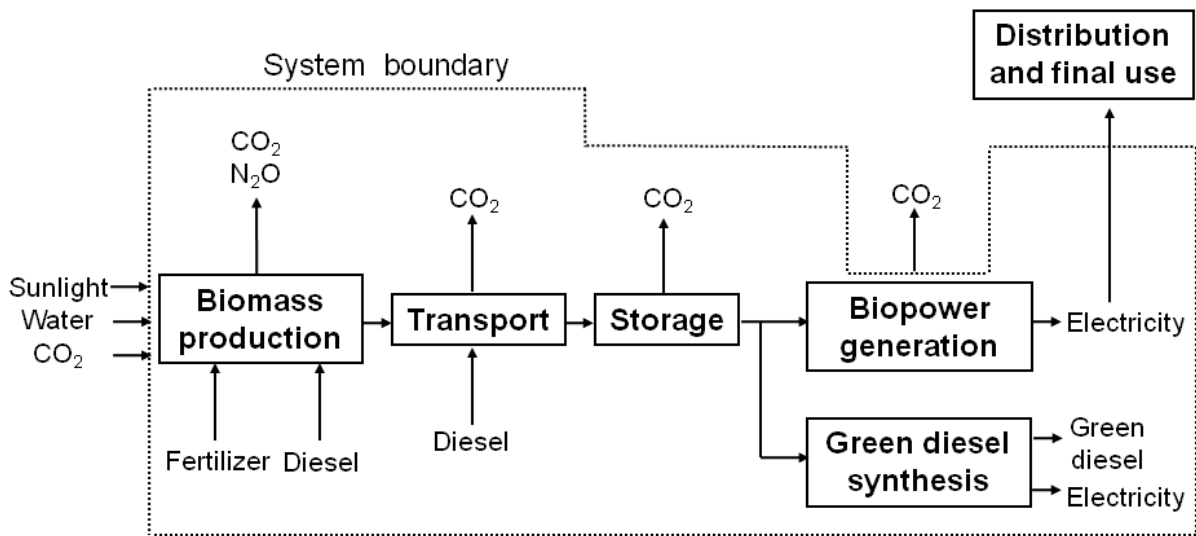 System boundary
Distribution
and final use
CO₂
N₂O
CO₂
CO₂
CO₂
Sunlight
Water
CO₂
Biomass
production
Transport
Storage
Biopower
generation
Electricity
Fertilizer
Diesel
Diesel
Green diesel
synthesis
Green
diesel
Electricity